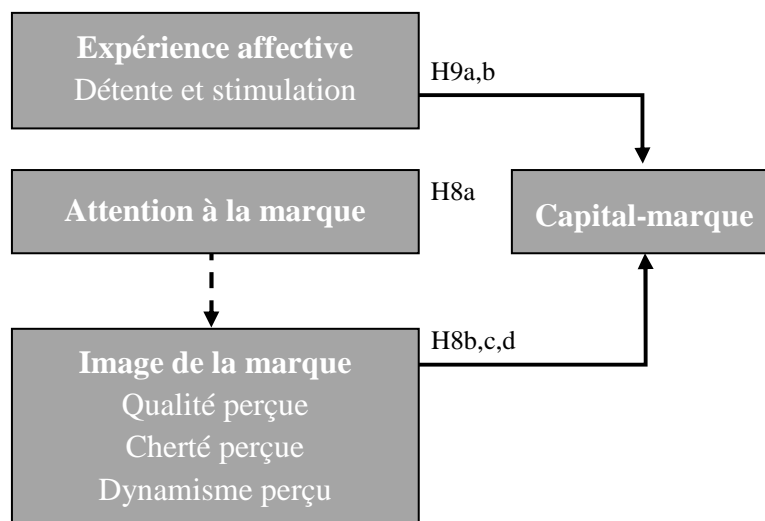 Expérience affective
Détente et stimulation
H9a,b
Attention à la marque
H8a
Capital-marque
Image de la marque
Qualité perçue
Cherté perçue
Dynamisme perçu
H8b,c,d